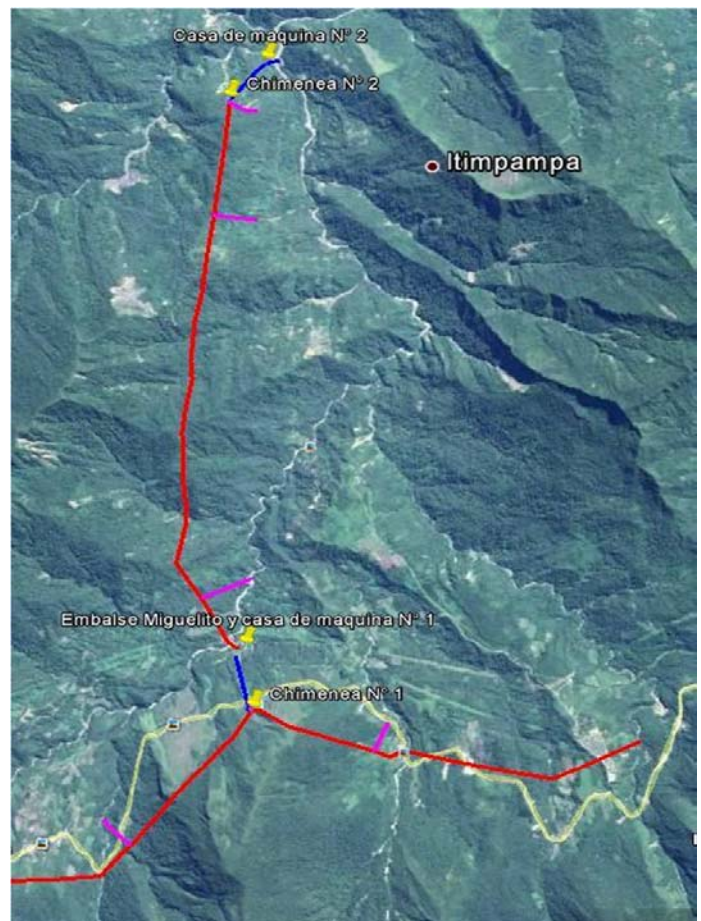 Casa de maquina N° 2
Chimenea N° 2
Itimpampa
Embalse Miguelito y casa de maquina N° 1
Chimenea N° 1